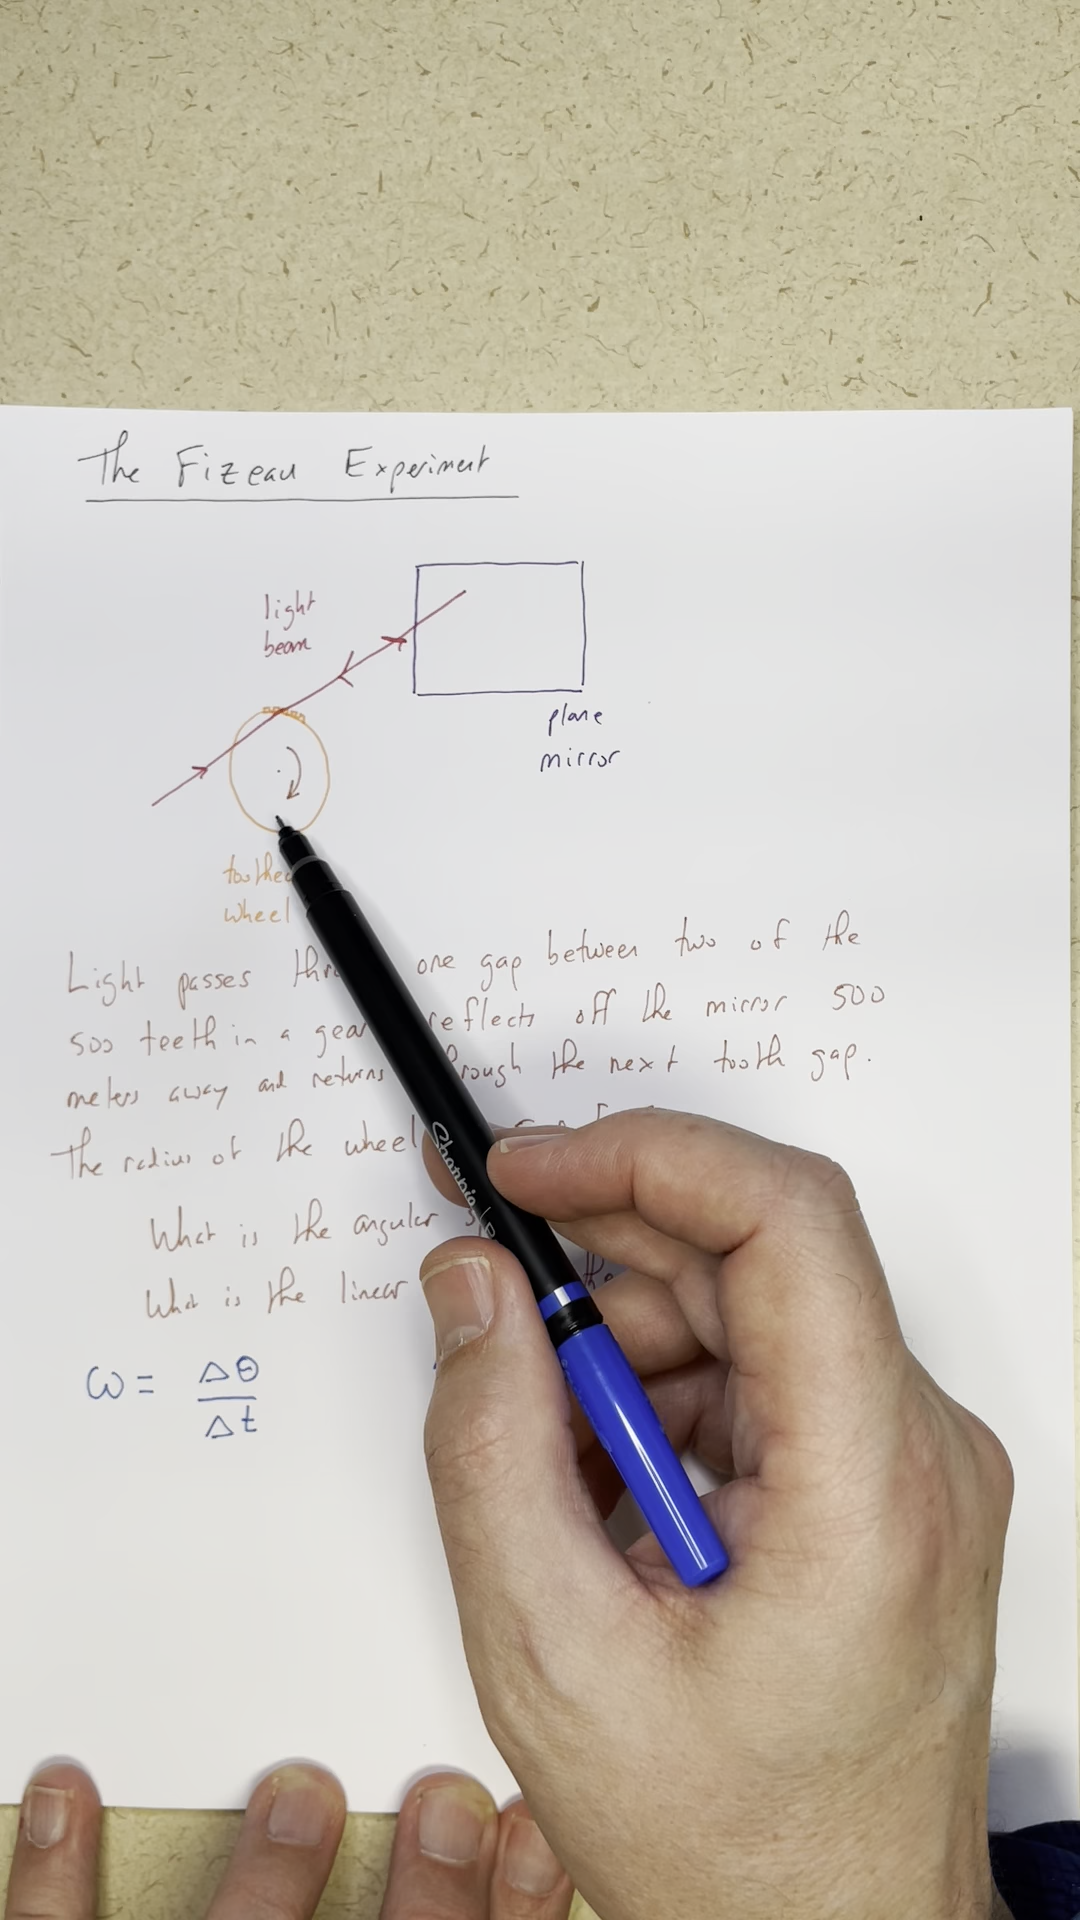 The Fizeau Experiment
light
beam
plane
mirror
toothed
wheel
Light passes one gap between two of the
500 teeth in a gear reflects off the mirror 500
meters away and returns through the next tooth gap.
The radius of the wheel
What is the angular
What is the linear the
ω = Δθ
Δt
Sharpie